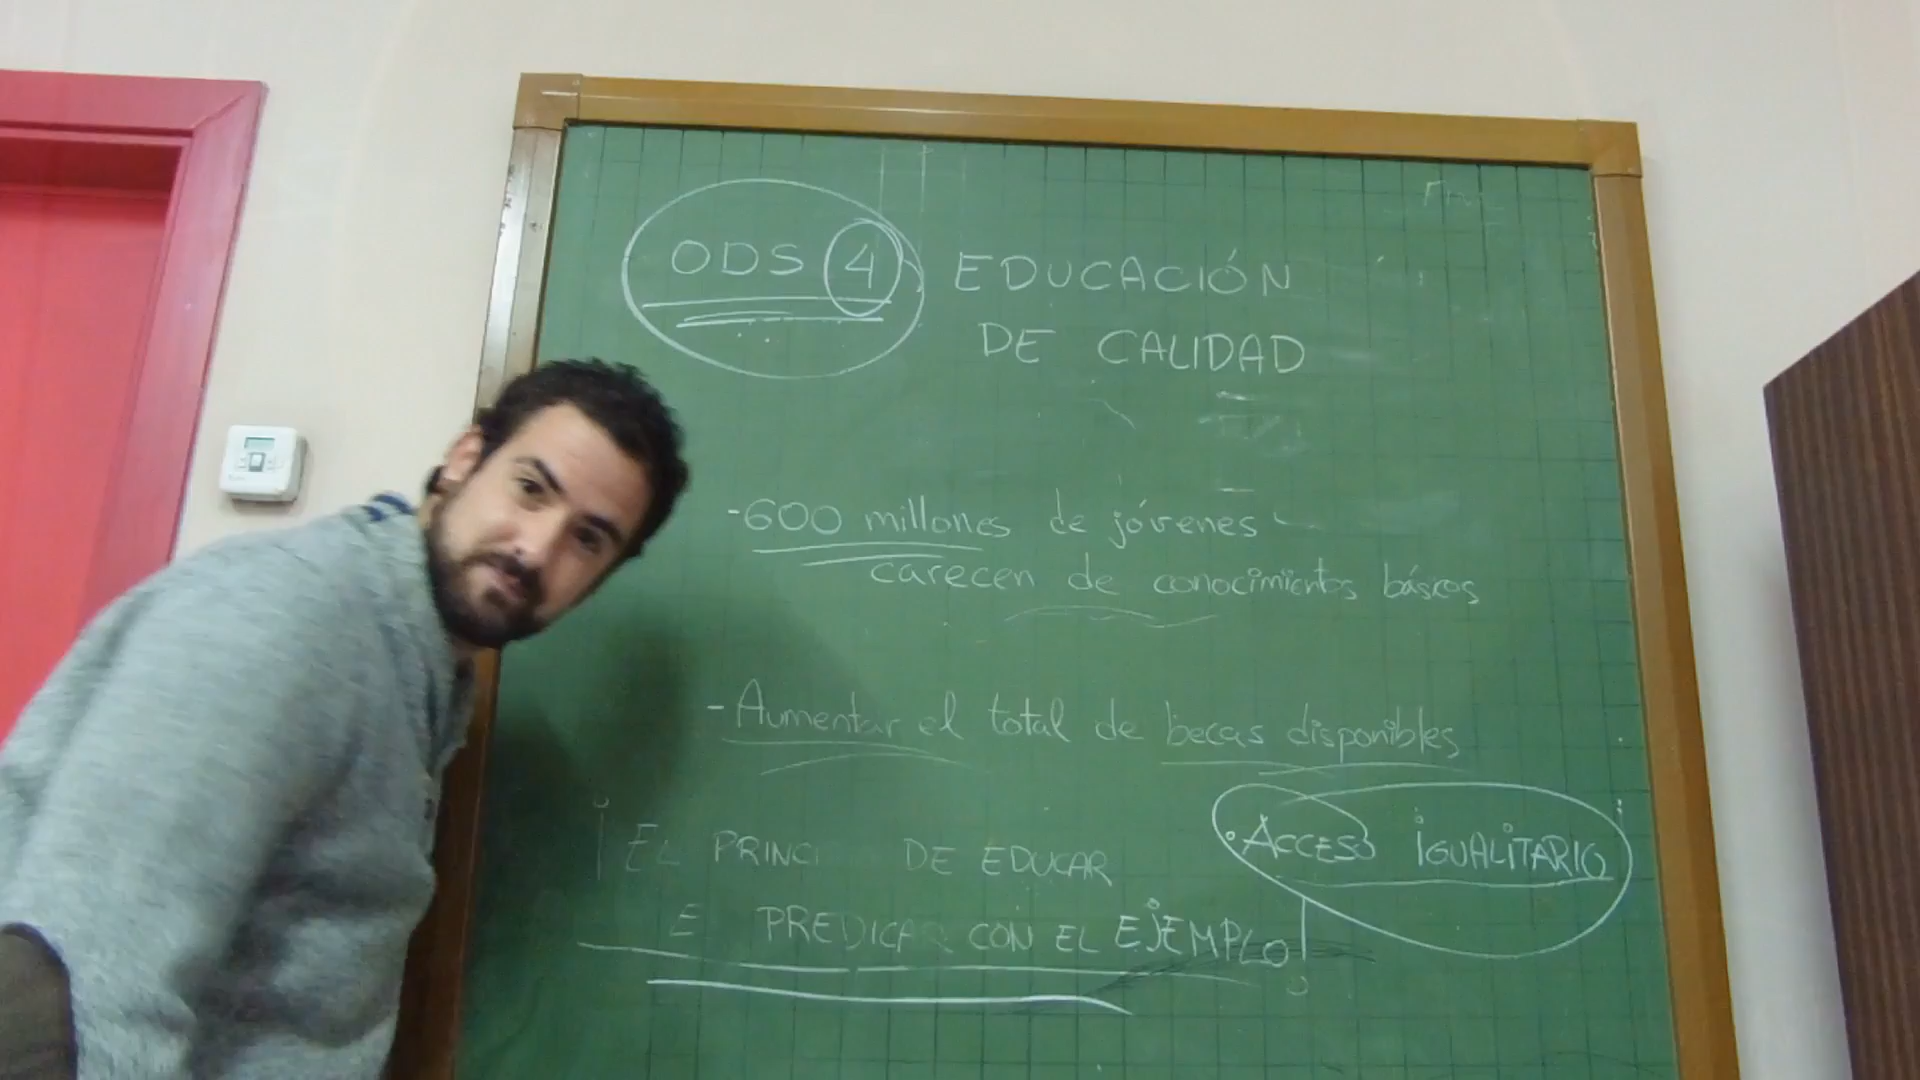 ODS 4 EDUCACIÓN
DE CALIDAD
-600 millones de jóvenes
carecen de conocimientos básicos
-Aumentar el total de becas disponibles
•ACCESO IGUALITARIO
¡EL DE EDUCAR
PREDICAR CON EL EJEMPLO!